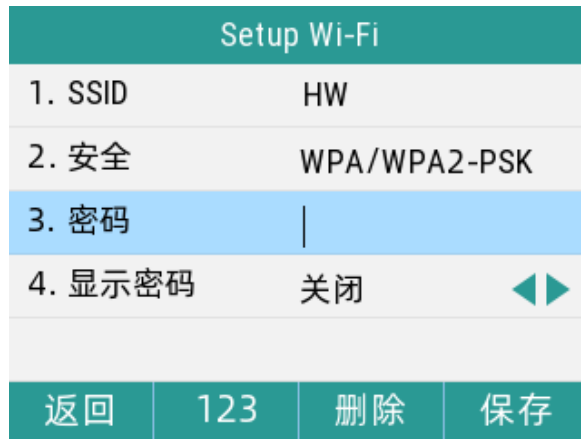 Setup Wi-Fi
1. SSID HW
2. 安全 WPA/WPA2-PSK
3. 密码
4. 显示密码 关闭
返回 123 删除 保存